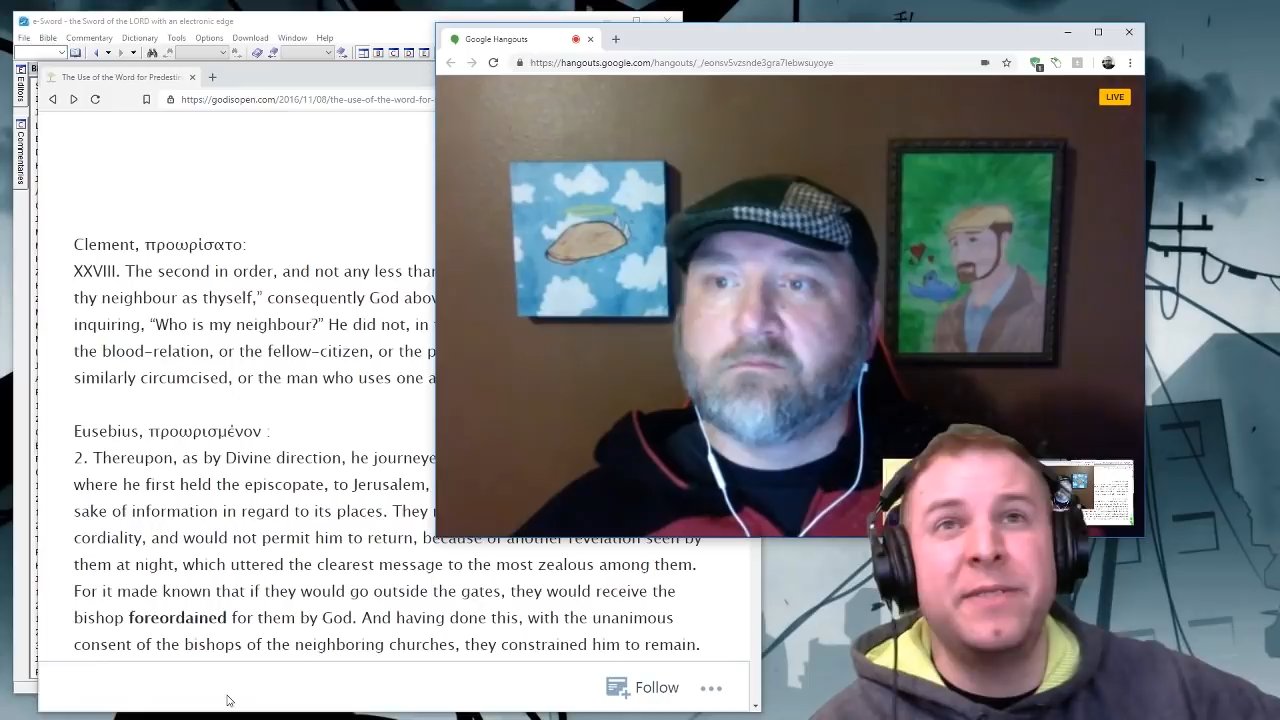 e-Sword - the Sword of the LORD with an electronic edge
File Bible Commentary Dictionary Tools Options Download Window Help
B C D E
Editors
Commentaries
The Use of the Word for Predestin
https://godisopen.com/2016/11/08/the-use-of-the-word-for-
Google Hangouts
https://hangouts.google.com/hangouts/_/eonsv5vzsnde3gra7lebwsuyoye
LIVE
Clement, προωρίσατο:
XXVIII. The second in order, and not any less than
thy neighbour as thyself,” consequently God abov
inquiring, “Who is my neighbour?” He did not, in
the blood-relation, or the fellow-citizen, or the p
similarly circumcised, or the man who uses one a
Eusebius, προωρισμένον :
2. Thereupon, as by Divine direction, he journeye
where he first held the episcopate, to Jerusalem,
sake of information in regard to its places. They
cordiality, and would not permit him to return, because of another revelation seen by
them at night, which uttered the clearest message to the most zealous among them.
For it made known that if they would go outside the gates, they would receive the
bishop foreordained for them by God. And having done this, with the unanimous
consent of the bishops of the neighboring churches, they constrained him to remain.
Follow